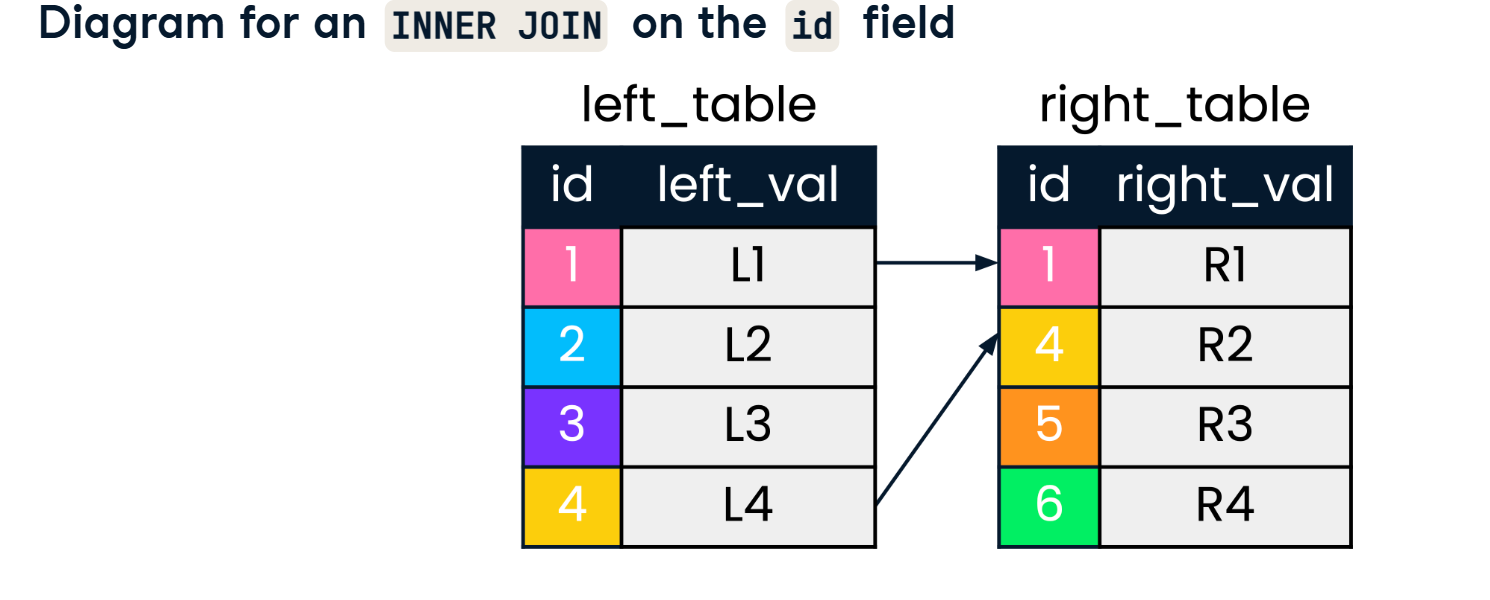 Diagram for an INNER JOIN on the id field
left_table right_table
id left_val id right_val
1 L1 1 R1
2 L2 4 R2
3 L3 5 R3
4 L4 6 R4